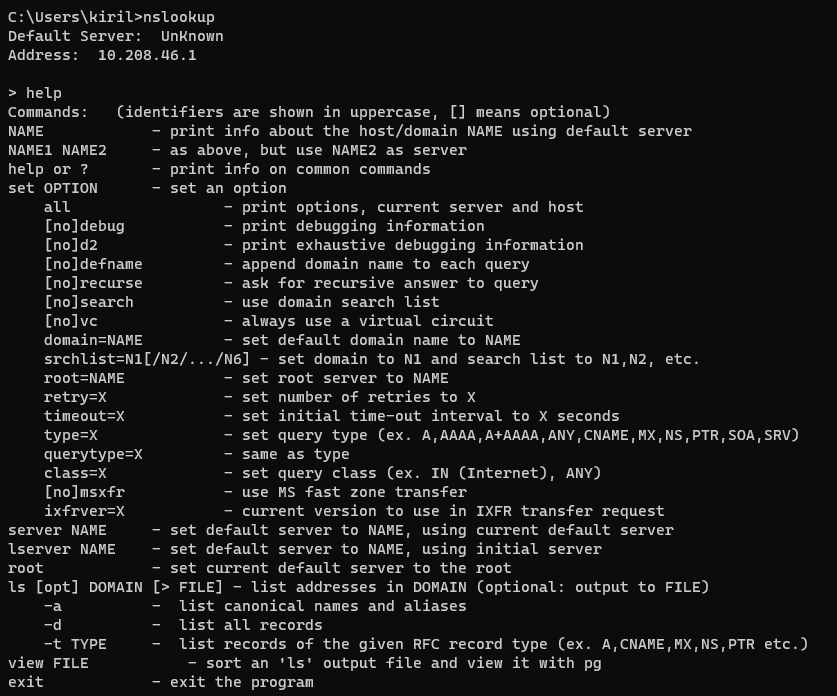 C:\Users\kiril>nslookup
Default Server:  UnKnown
Address:  10.208.46.1

> help
Commands:   (identifiers are shown in uppercase, [] means optional)
NAME            - print info about the host/domain NAME using default server
NAME1 NAME2     - as above, but use NAME2 as server
help or ?       - print info on common commands
set OPTION      - set an option
    all                 - print options, current server and host
    [no]debug           - print debugging information
    [no]d2              - print exhaustive debugging information
    [no]defname         - append domain name to each query
    [no]recurse         - ask for recursive answer to query
    [no]search          - use domain search list
    [no]vc              - always use a virtual circuit
    domain=NAME         - set default domain name to NAME
    srchlist=N1[/N2/.../N6] - set domain to N1 and search list to N1,N2, etc.
    root=NAME           - set root server to NAME
    retry=X             - set number of retries to X
    timeout=X           - set initial time-out interval to X seconds
    type=X              - set query type (ex. A,AAAA,A+AAAA,ANY,CNAME,MX,NS,PTR,SOA,SRV)
    querytype=X         - same as type
    class=X             - set query class (ex. IN (Internet), ANY)
    [no]msxfr           - use MS fast zone transfer
    ixfrver=X           - current version to use in IXFR transfer request
server NAME     - set default server to NAME, using current default server
lserver NAME    - set default server to NAME, using initial server
root            - set current default server to the root
ls [opt] DOMAIN [> FILE] - list addresses in DOMAIN (optional: output to FILE)
    -a          -  list canonical names and aliases
    -d          -  list all records
    -t TYPE     -  list records of the given RFC record type (ex. A,CNAME,MX,NS,PTR etc.)
view FILE           - sort an 'ls' output file and view it with pg
exit            - exit the program